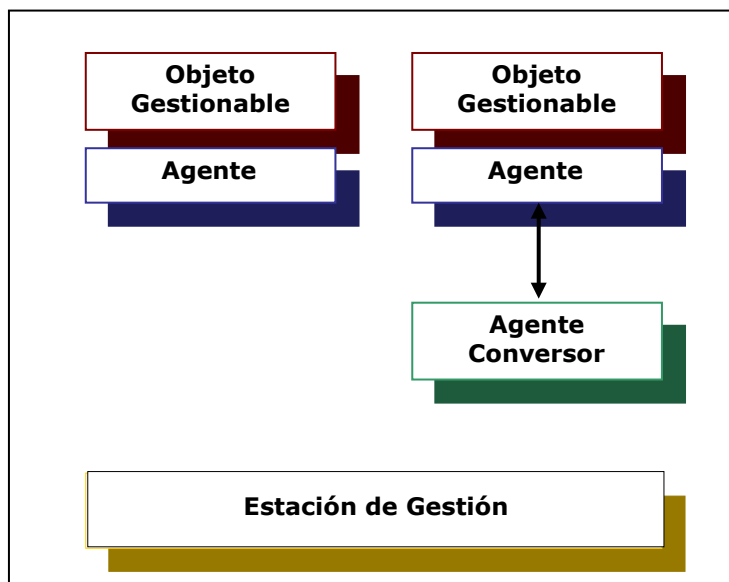 Objeto
Gestionable
Objeto
Gestionable
Agente
Agente
Agente
Conversor
Estación de Gestión